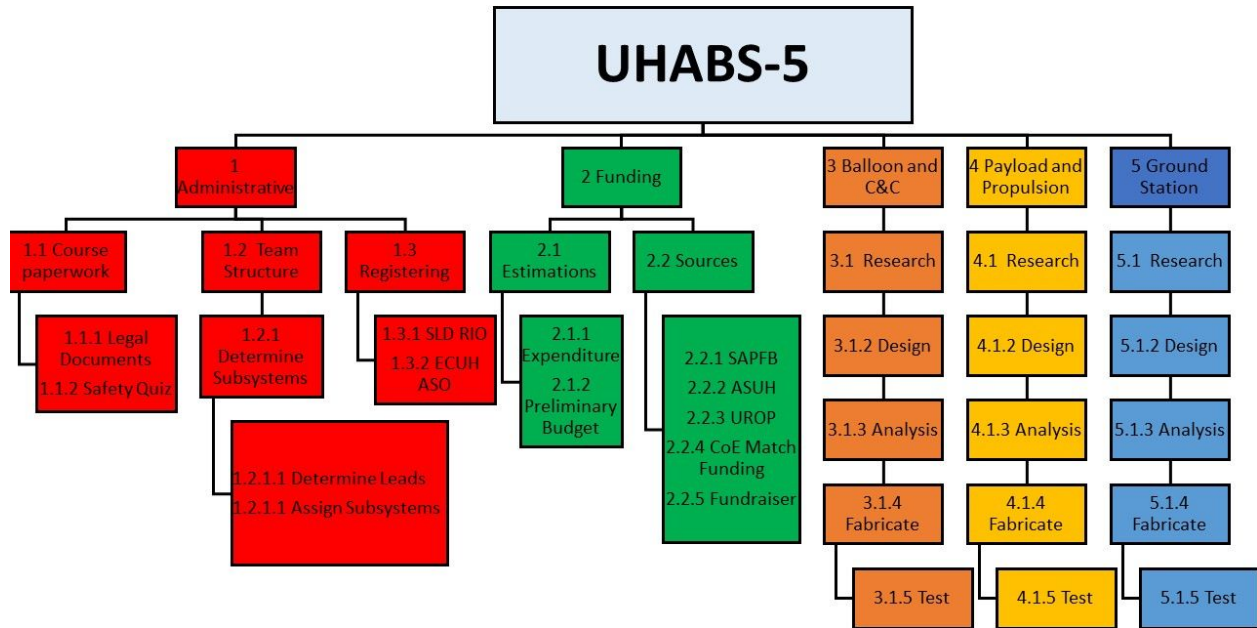 UHABS-5
1
Administrative
2 Funding
3 Balloon and
C&C
4 Payload and
Propulsion
5 Ground
Station
1.1 Course
paperwork
1.2 Team
Structure
1.3
Registering
2.1
Estimations
2.2 Sources
3.1 Research
4.1 Research
5.1 Research
1.1.1 Legal
Documents
1.1.2 Safety Quiz
1.2.1
Determine
Subsystems
1.3.1 SLD RIO
1.3.2 ECUH
ASO
2.1.1
Expenditure
2.1.2
Preliminary
Budget
2.2.1 SAPFB
2.2.2 ASUH
2.2.3 UROP
2.2.4 CoE Match
Funding
2.2.5 Fundraiser
3.1.2 Design
4.1.2 Design
5.1.2 Design
1.2.1.1 Determine Leads
1.2.1.1 Assign Subsystems
3.1.3 Analysis
4.1.3 Analysis
5.1.3 Analysis
3.1.4
Fabricate
4.1.4
Fabricate
5.1.4
Fabricate
3.1.5 Test
4.1.5 Test
5.1.5 Test